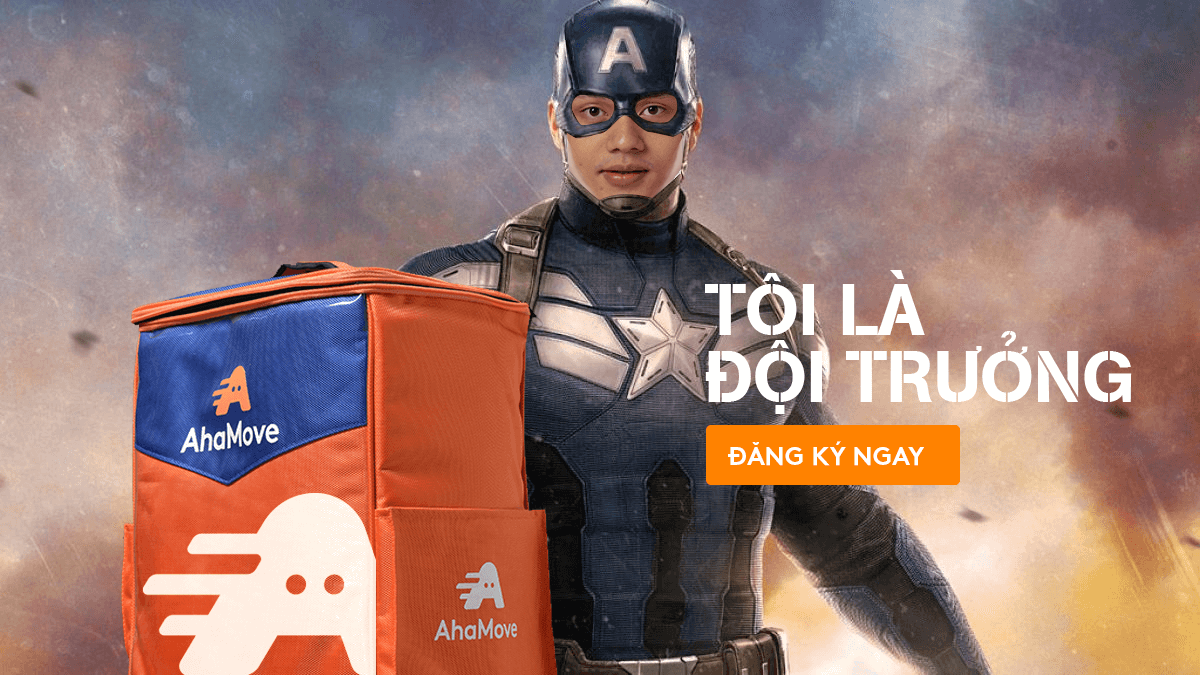 A
TÔI LÀ
ĐỘI TRƯỞNG
ĐĂNG KÝ NGAY
AhaMove
AhaMove